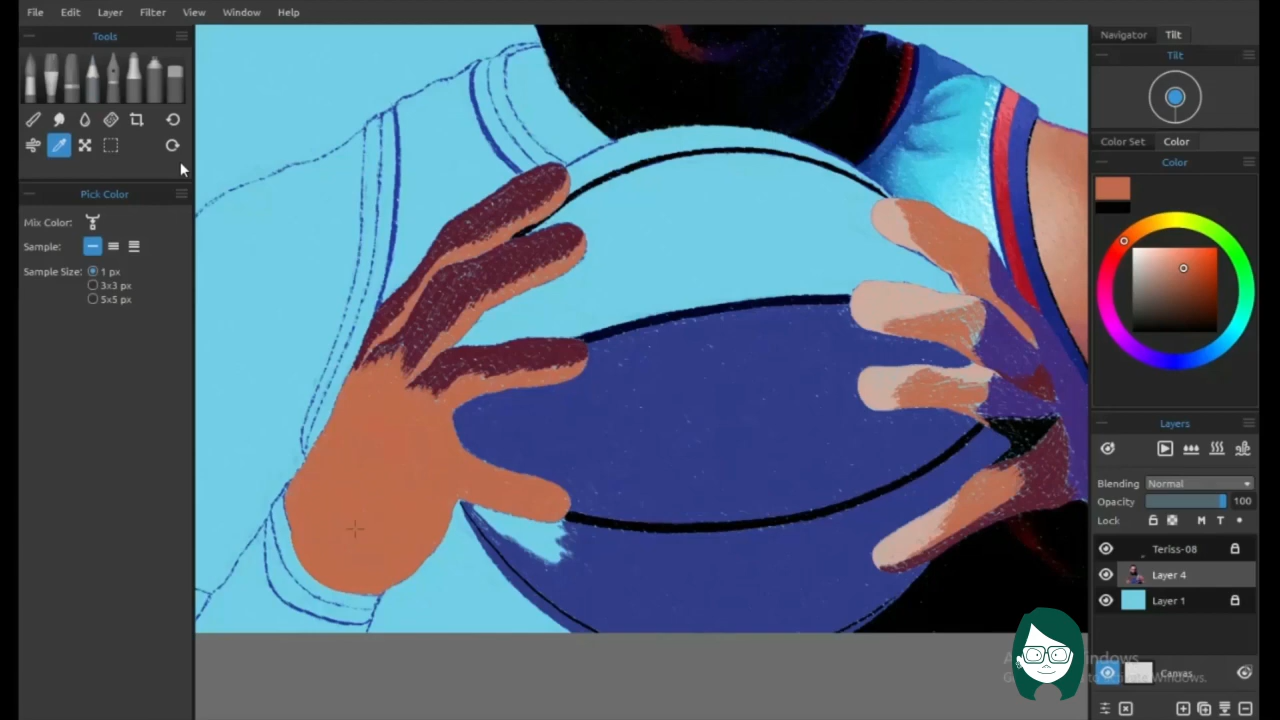 File Edit Layer Filter View Window Help
Tools
Navigator Tilt
Tilt
Color Set Color
Color
Pick Color
Mix Color:
Sample:
Sample Size: 1 px
3x3 px
5x5 px
Layers
Blending Normal
Opacity 100
Lock M T
Teriss-08
Layer 4
Layer 1
Canvas